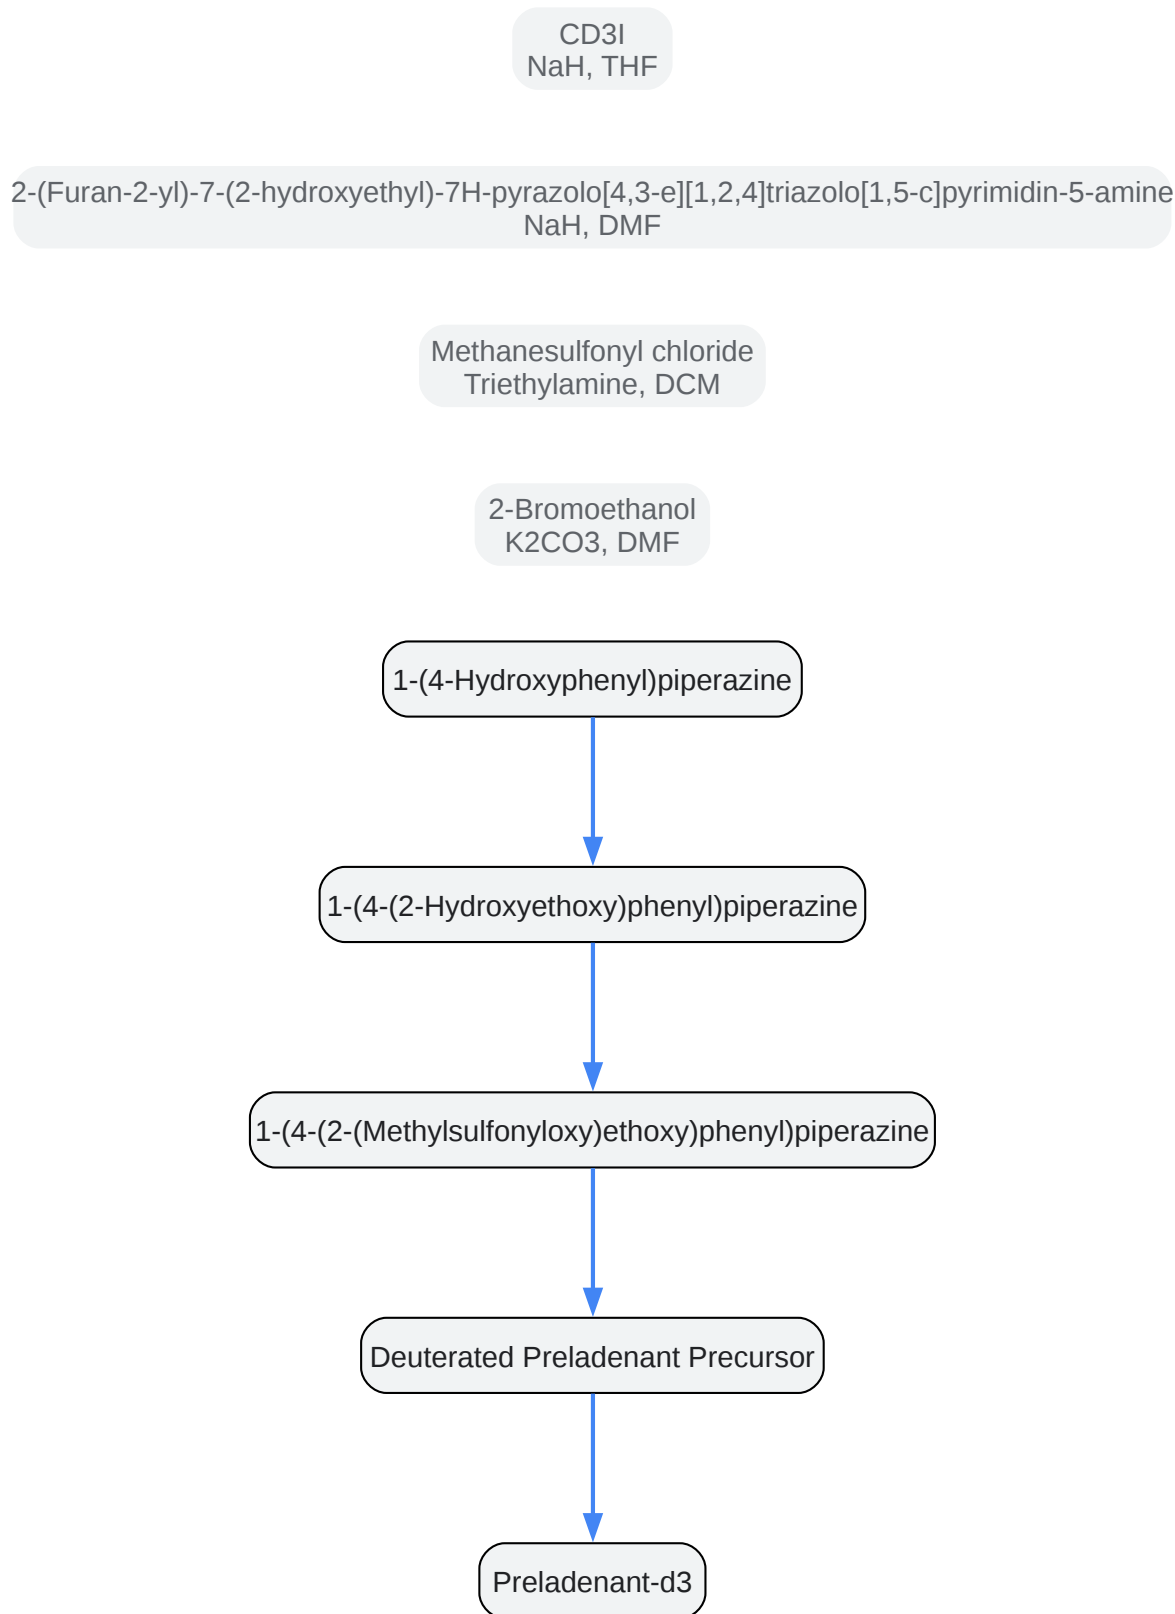 CD3I
NaH, THF
2-(Furan-2-yl)-7-(2-hydroxyethyl)-7H-pyrazolo[4,3-e][1,2,4]triazolo[1,5-c]pyrimidin-5-amine
NaH, DMF
Methanesulfonyl chloride
Triethylamine, DCM
2-Bromoethanol
K2CO3, DMF
1-(4-Hydroxyphenyl)piperazine
1-(4-(2-Hydroxyethoxy)phenyl)piperazine
1-(4-(2-(Methylsulfonyloxy)ethoxy)phenyl)piperazine
Deuterated Preladenant Precursor
Preladenant-d3